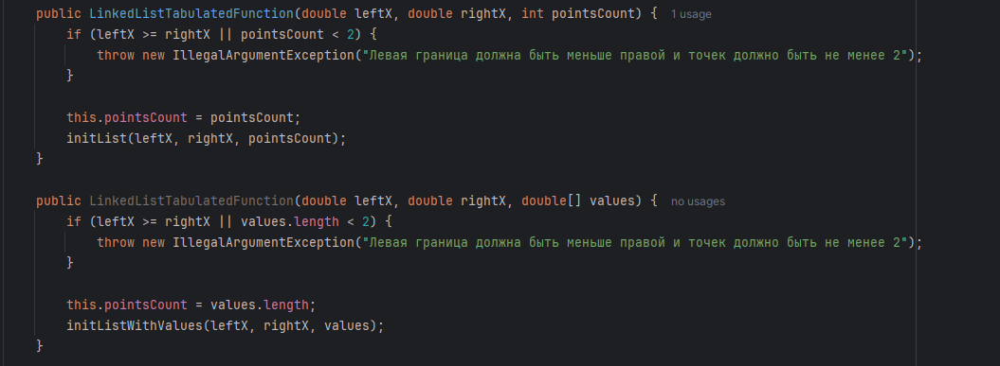 public LinkedListTabulatedFunction(double leftX, double rightX, int pointsCount) { 1 usage
if (leftX >= rightX || pointsCount < 2) {
throw new IllegalArgumentException("Левая граница должна быть меньше правой и точек должно быть не менее 2");
}
this.pointsCount = pointsCount;
initList(leftX, rightX, pointsCount);
}
public LinkedListTabulatedFunction(double leftX, double rightX, double[] values) { no usages
if (leftX >= rightX || values.length < 2) {
throw new IllegalArgumentException("Левая граница должна быть меньше правой и точек должно быть не менее 2");
}
this.pointsCount = values.length;
initListWithValues(leftX, rightX, values);
}